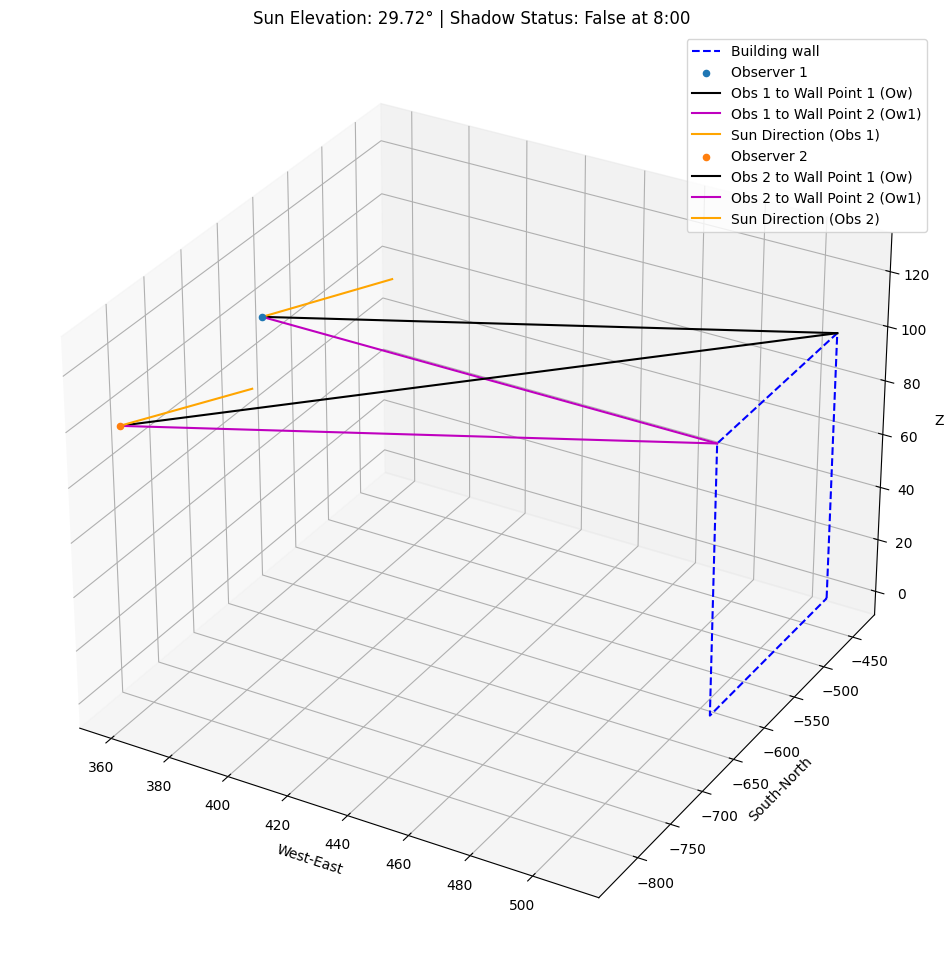 Sun Elevation: 29.72° | Shadow Status: False at 8:00
Building wall
Observer 1
Obs 1 to Wall Point 1 (Ow)
Obs 1 to Wall Point 2 (Ow1)
Sun Direction (Obs 1)
Observer 2
Obs 2 to Wall Point 1 (Ow)
Obs 2 to Wall Point 2 (Ow1)
Sun Direction (Obs 2)
120
100
80
Z
60
40
20
0
−450
−500
−550
−600
−650
−700
−750
−800
South-North
360
380
400
420
440
460
480
500
West-East